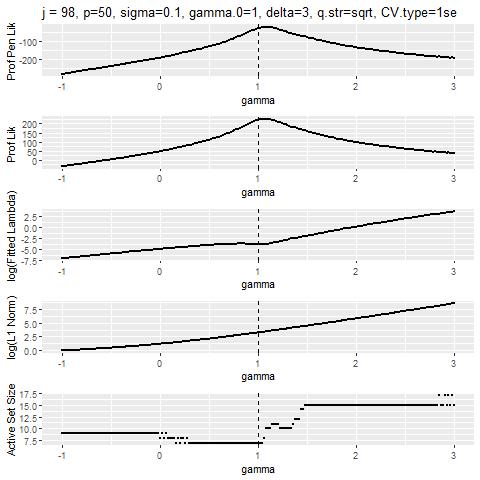 j = 98, p=50, sigma=0.1, gamma.0=1, delta=3, q.str=sqrt, CV.type=1se
Prof Pen Lik
-100
-200
-1 0 1 2 3
gamma
Prof Lik
200
150
100
50
0
-1 0 1 2 3
gamma
log(Fitted Lambda)
2.5
0.0
-2.5
-5.0
-7.5
-1 0 1 2 3
gamma
log(L1 Norm)
7.5
5.0
2.5
0.0
-1 0 1 2 3
gamma
Active Set Size
17.5
15.0
12.5
10.0
7.5
-1 0 1 2 3
gamma